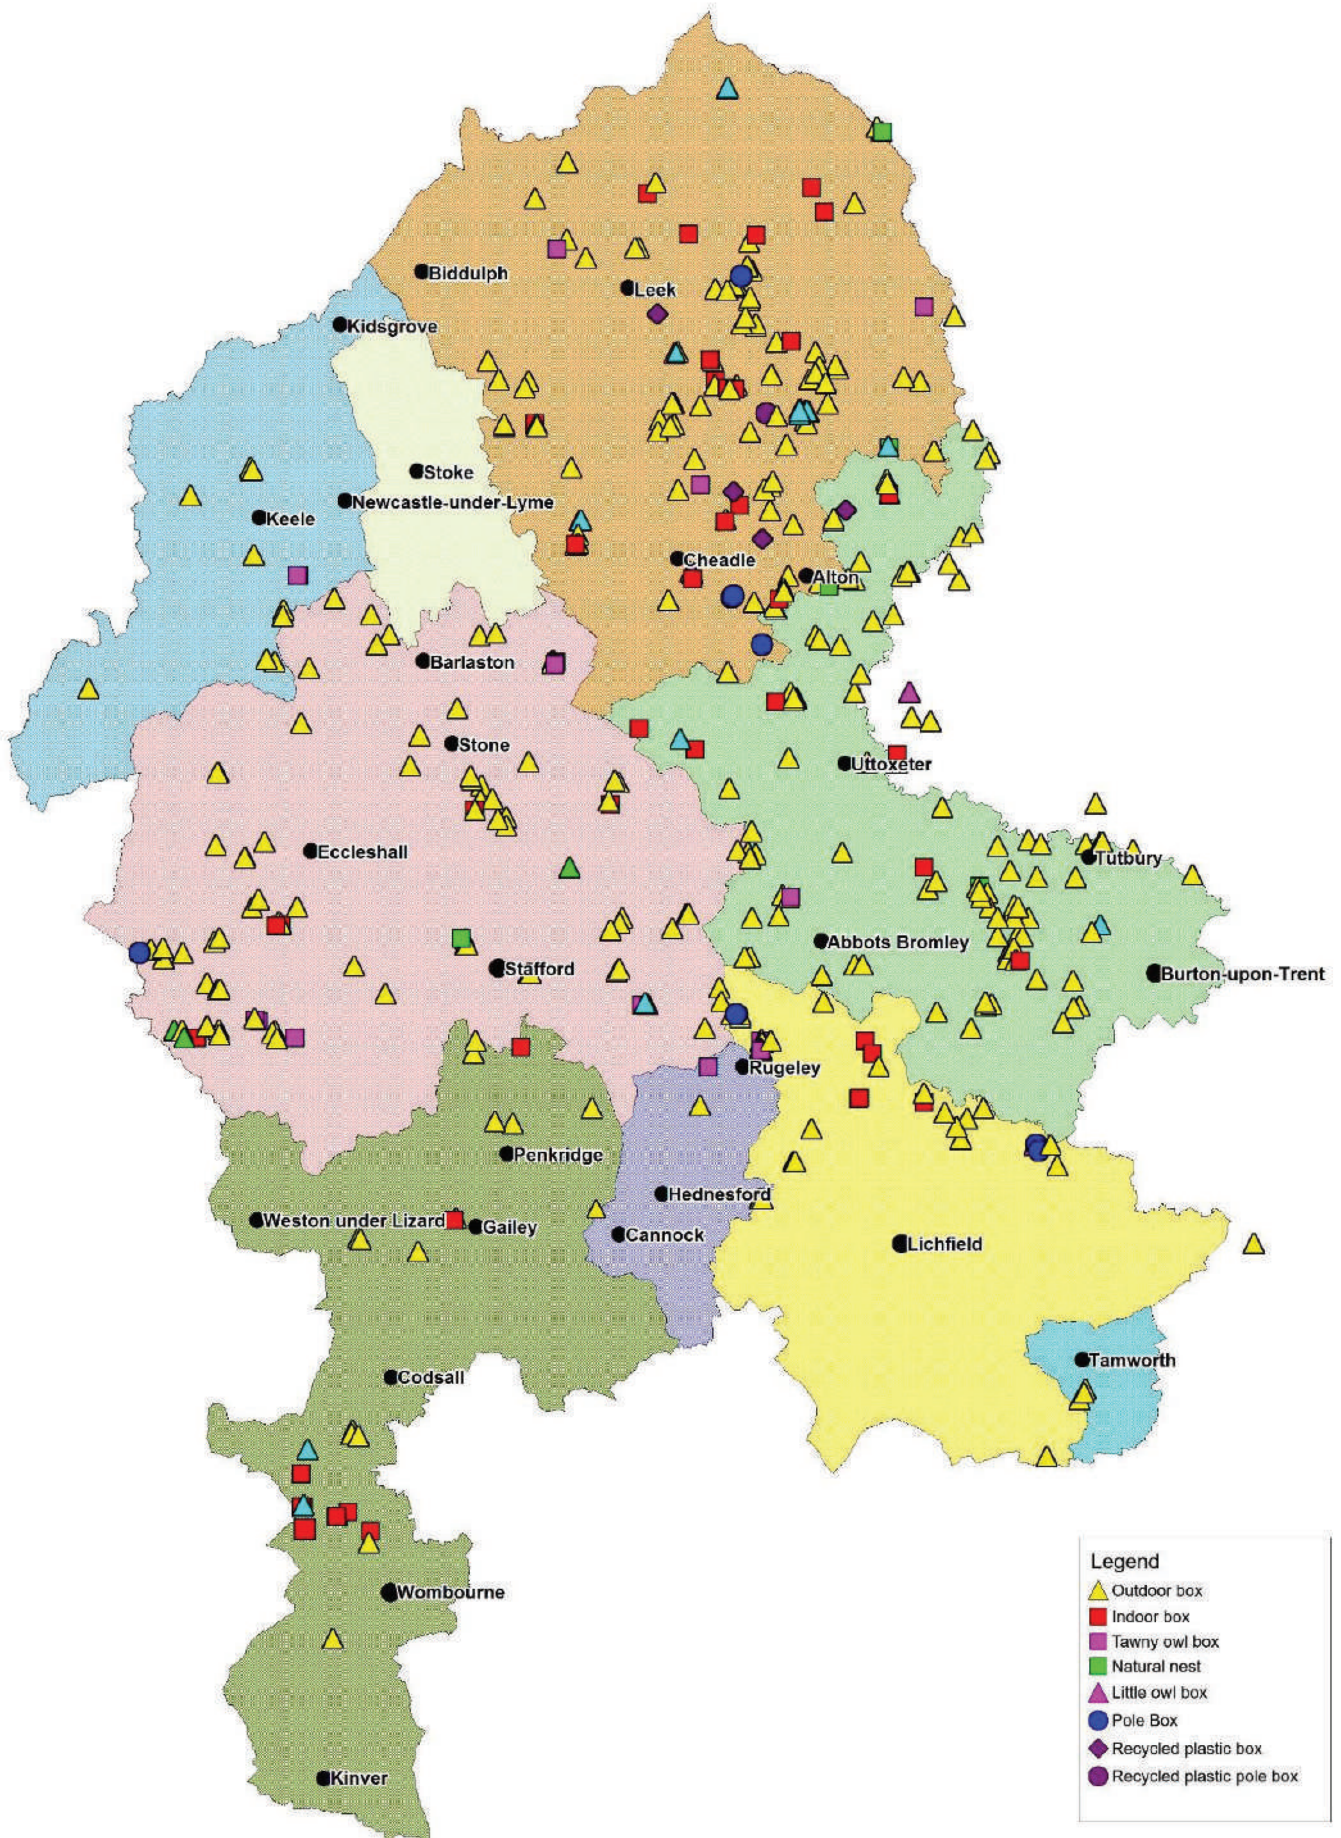 Biddulph
Leek
Kidsgrove
Stoke
Newcastle-under-Lyme
Keele
Cheadle
Alton
Barlaston
Stone
Uttoxeter
Eccleshall
Tutbury
Abbots Bromley
Stafford
Burton-upon-Trent
Rugeley
Penkridge
Hednesford
Weston under Lizard
Gailey
Cannock
Lichfield
Tamworth
Codsall
Wombourne
Kinver
Legend
Outdoor box
Indoor box
Tawny owl box
Natural nest
Little owl box
Pole Box
Recycled plastic box
Recycled plastic pole box